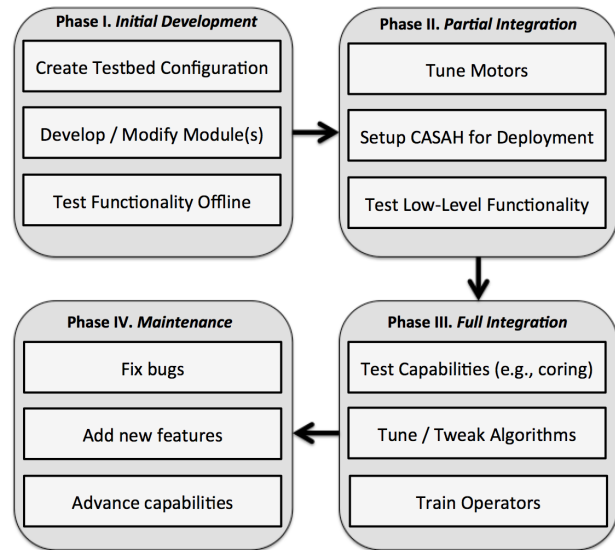 Phase I. Initial Development
Create Testbed Configuration
Develop / Modify Module(s)
Test Functionality Offline
Phase II. Partial Integration
Tune Motors
Setup CASAH for Deployment
Test Low-Level Functionality
Phase III. Full Integration
Test Capabilities (e.g., coring)
Tune / Tweak Algorithms
Train Operators
Phase IV. Maintenance
Fix bugs
Add new features
Advance capabilities